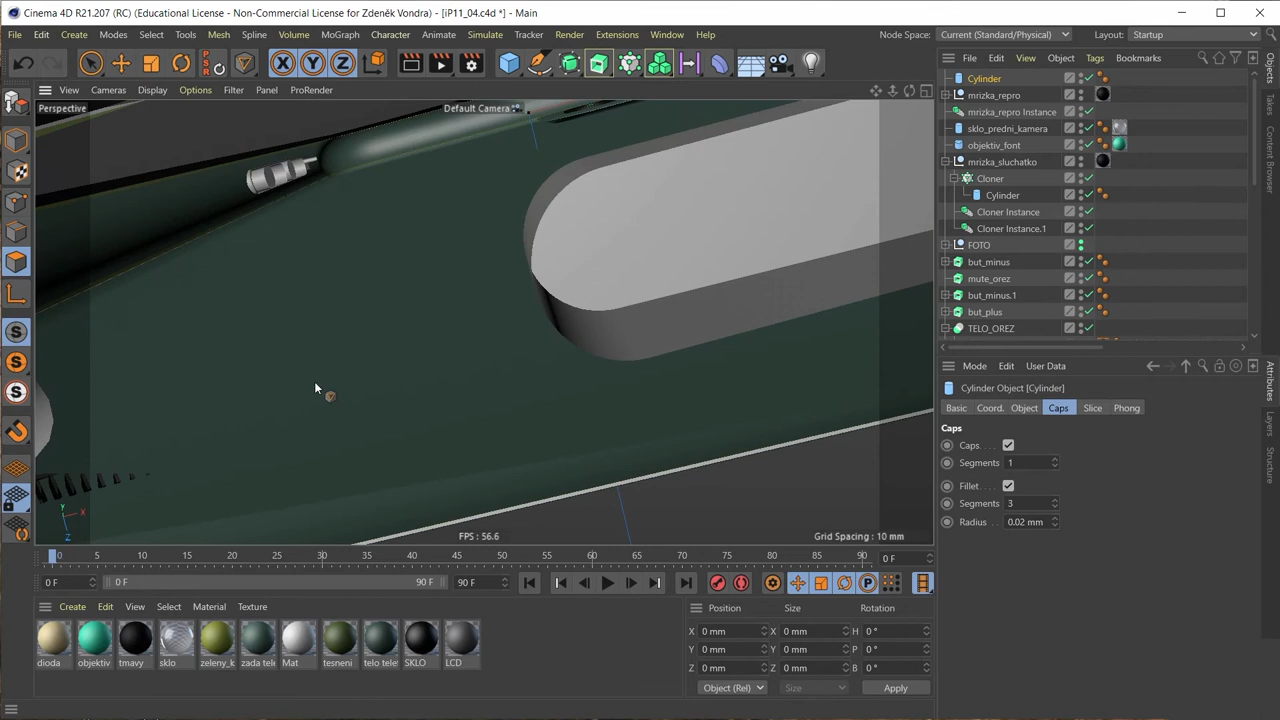 Cinema 4D R21.207 (RC) (Educational License - Non-Commercial License for Zdeněk Vondra) - [iP11_04.c4d *] - Main
File Edit Create Modes Select Tools Mesh Spline Volume MoGraph Character Animate Simulate Tracker Render Extensions Window Help Node Space: Current (Standard/Physical) Layout: Startup
PSR
X Y Z
File Edit View Object Tags Bookmarks
View Cameras Display Options Filter Panel ProRender
Perspective
Default Camera
Cylinder
mrizka_repro
mrizka_repro Instance
sklo_predni_kamera
objektiv_font
mrizka_sluchatko
Cloner
Cylinder
Cloner Instance
Cloner Instance.1
FOTO
but_minus
mute_orez
but_minus.1
but_plus
TELO_OREZ
Objects
Takes
Content Browser
Mode Edit User Data
Cylinder Object [Cylinder]
Basic Coord. Object Caps Slice Phong
Caps
Caps. . . . .
Segments 1
Fillet. . . . .
Segments 3
Radius . . 0.02 mm
Attributes
Layers
Structure
S
S
S
Y
X
Z
FPS : 56.6
Grid Spacing : 10 mm
0 5 10 15 20 25 30 35 40 45 50 55 60 65 70 75 80 85 90 0 F
0 F 0 F 90 F 90 F
P
Create Edit View Select Material Texture
dioda objektiv tmavy sklo zeleny_k zada tele Mat tesneni telo tele SKLO LCD
Position Size Rotation
X 0 mm X 0 mm H 0 °
Y 0 mm Y 0 mm P 0 °
Z 0 mm Z 0 mm B 0 °
Object (Rel) Size Apply